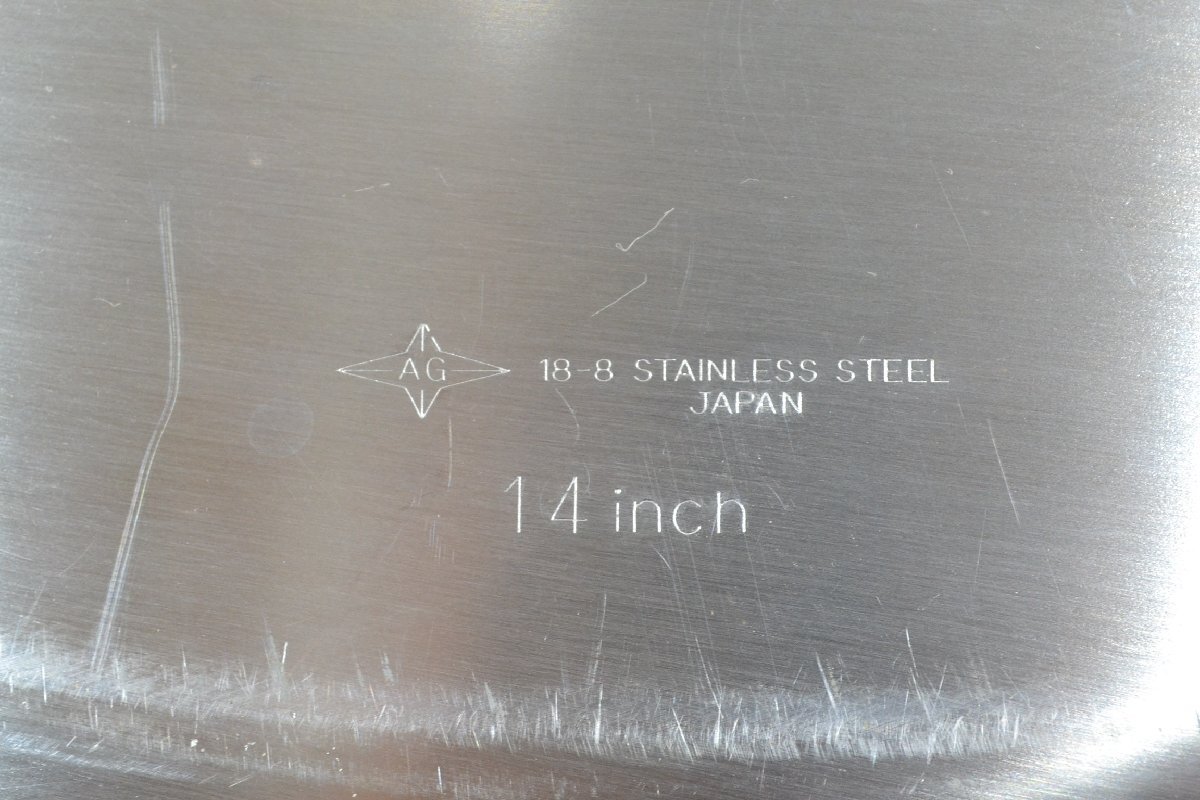 AG 18-8 STAINLESS STEEL
JAPAN
14 inch